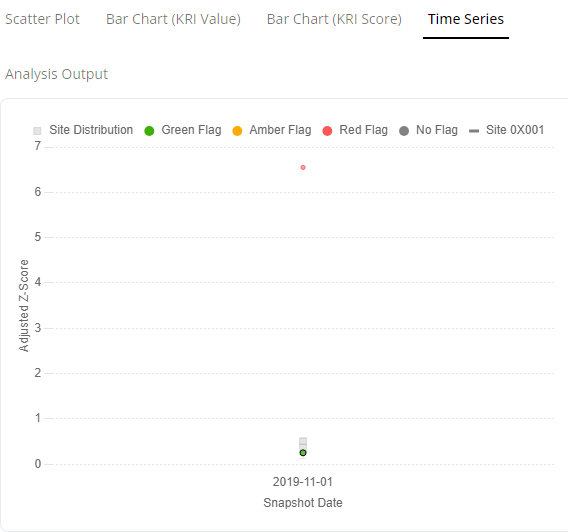 Scatter Plot Bar Chart (KRI Value) Bar Chart (KRI Score) Time Series
Analysis Output
Site Distribution Green Flag Amber Flag Red Flag No Flag Site 0X001
7
6
5
4
3
2
1
0
Adjusted Z-Score
2019-11-01
Snapshot Date